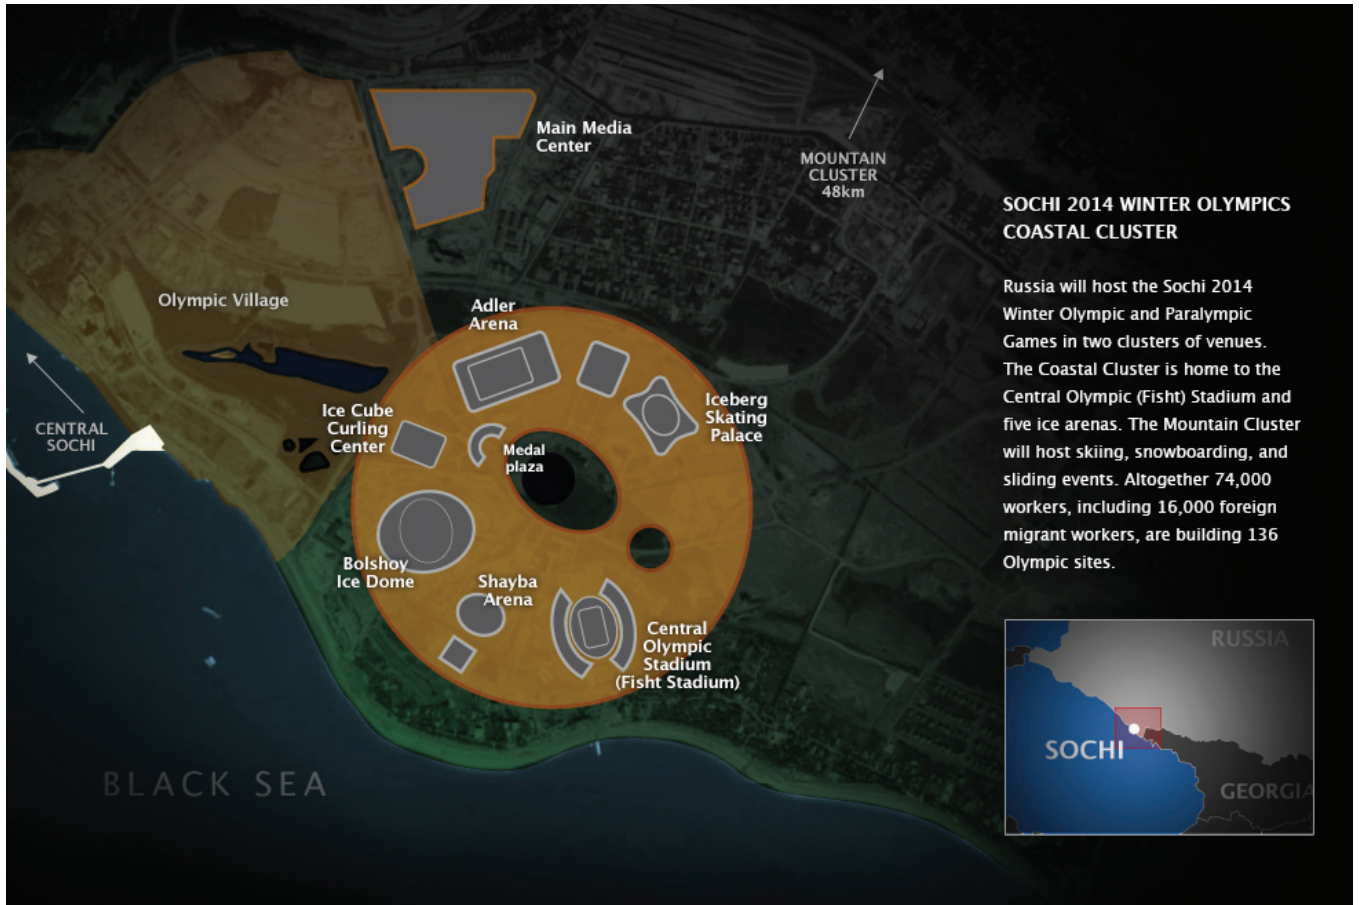 Main Media
Center
MOUNTAIN
CLUSTER
48km
SOCHI 2014 WINTER OLYMPICS
COASTAL CLUSTER
Russia will host the Sochi 2014
Winter Olympic and Paralympic
Games in two clusters of venues.
The Coastal Cluster is home to the
Central Olympic (Fisht) Stadium and
five ice arenas. The Mountain Cluster
will host skiing, snowboarding, and
sliding events. Altogether 74,000
workers, including 16,000 foreign
migrant workers, are building 136
Olympic sites.
Olympic Village
Adler
Arena
Iceberg
Skating
Palace
Ice Cube
Curling
Center
CENTRAL
SOCHI
Medal
plaza
Bolshoy
Ice Dome
Shayba
Arena
Central
Olympic
Stadium
(Fisht Stadium)
BLACK SEA
RUSSIA
SOCHI
GEORGIA